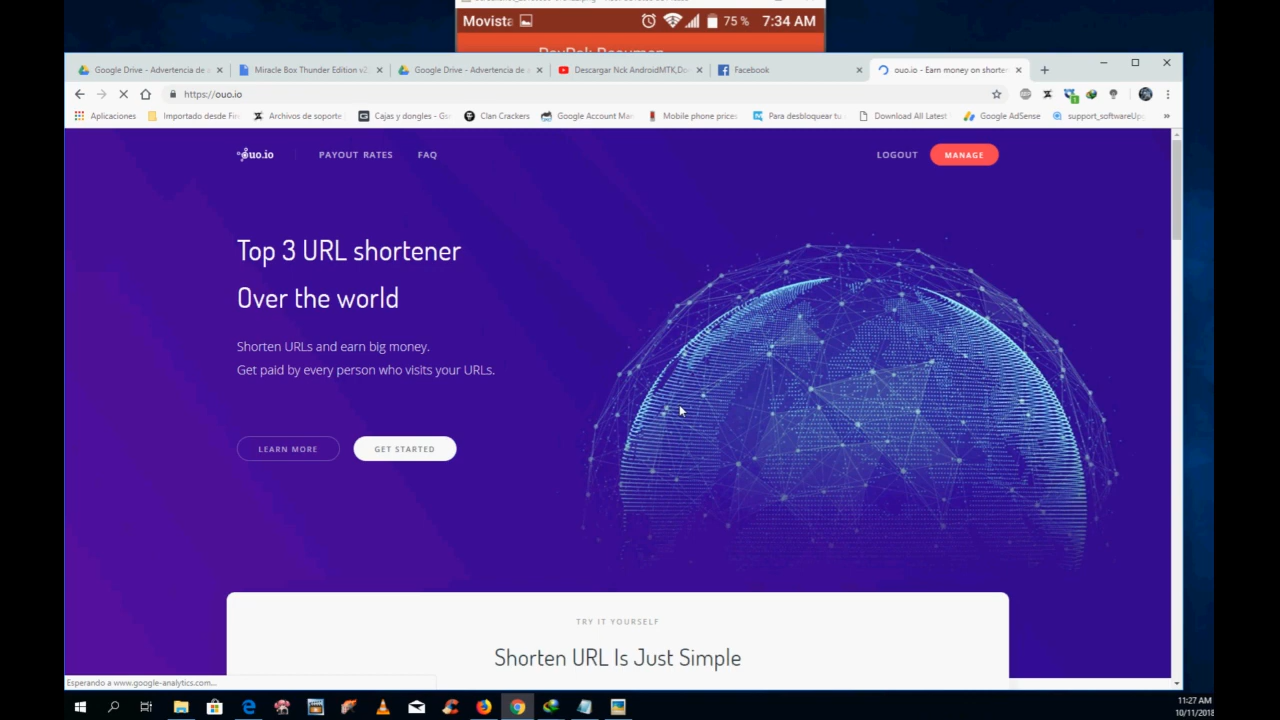 Movista 75 % 7:34 AM
Google Drive - Advertencia de
Miracle Box Thunder Edition v2
Google Drive - Advertencia de
Descargar Nck AndroidMTK,Do
Facebook
ouo.io - Earn money on shorte
https://ouo.io
Aplicaciones
Importado desde Fir
Archivos de soporte
Cajas y dongles - Gs
Clan Crackers
Google Account Ma
Mobile phone prices
Para desbloquear tu
Download All Latest
Google AdSense
support_softwareUp
»
ouo.io
PAYOUT RATES
FAQ
LOGOUT
MANAGE
Top 3 URL shortener
Over the world
Shorten URLs and earn big money.
Get paid by every person who visits your URLs.
LEARN MORE
GET STARTED
TRY IT YOURSELF
Shorten URL Is Just Simple
Esperando a www.google-analytics.com...
11:27 AM
10/11/2018